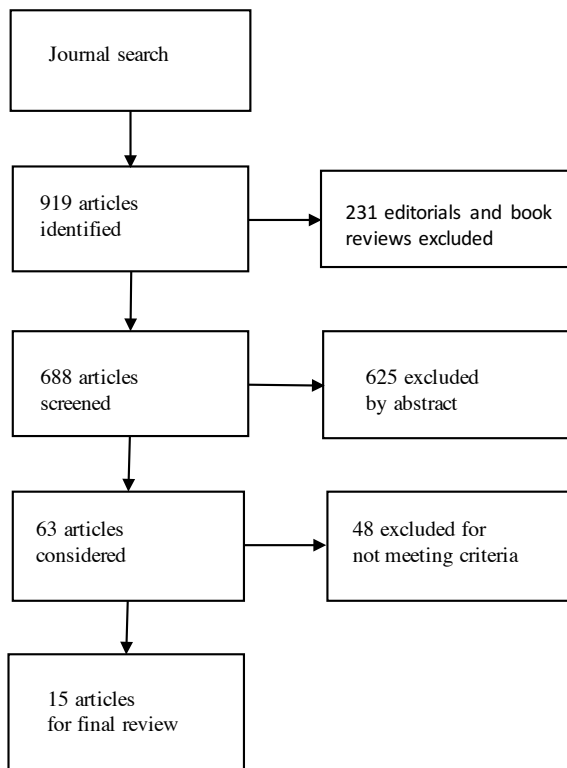 Journal search
919 articles
identified
231 editorials and book
reviews excluded
688 articles
screened
625 excluded
by abstract
63 articles
considered
48 excluded for
not meeting criteria
15 articles
for final review